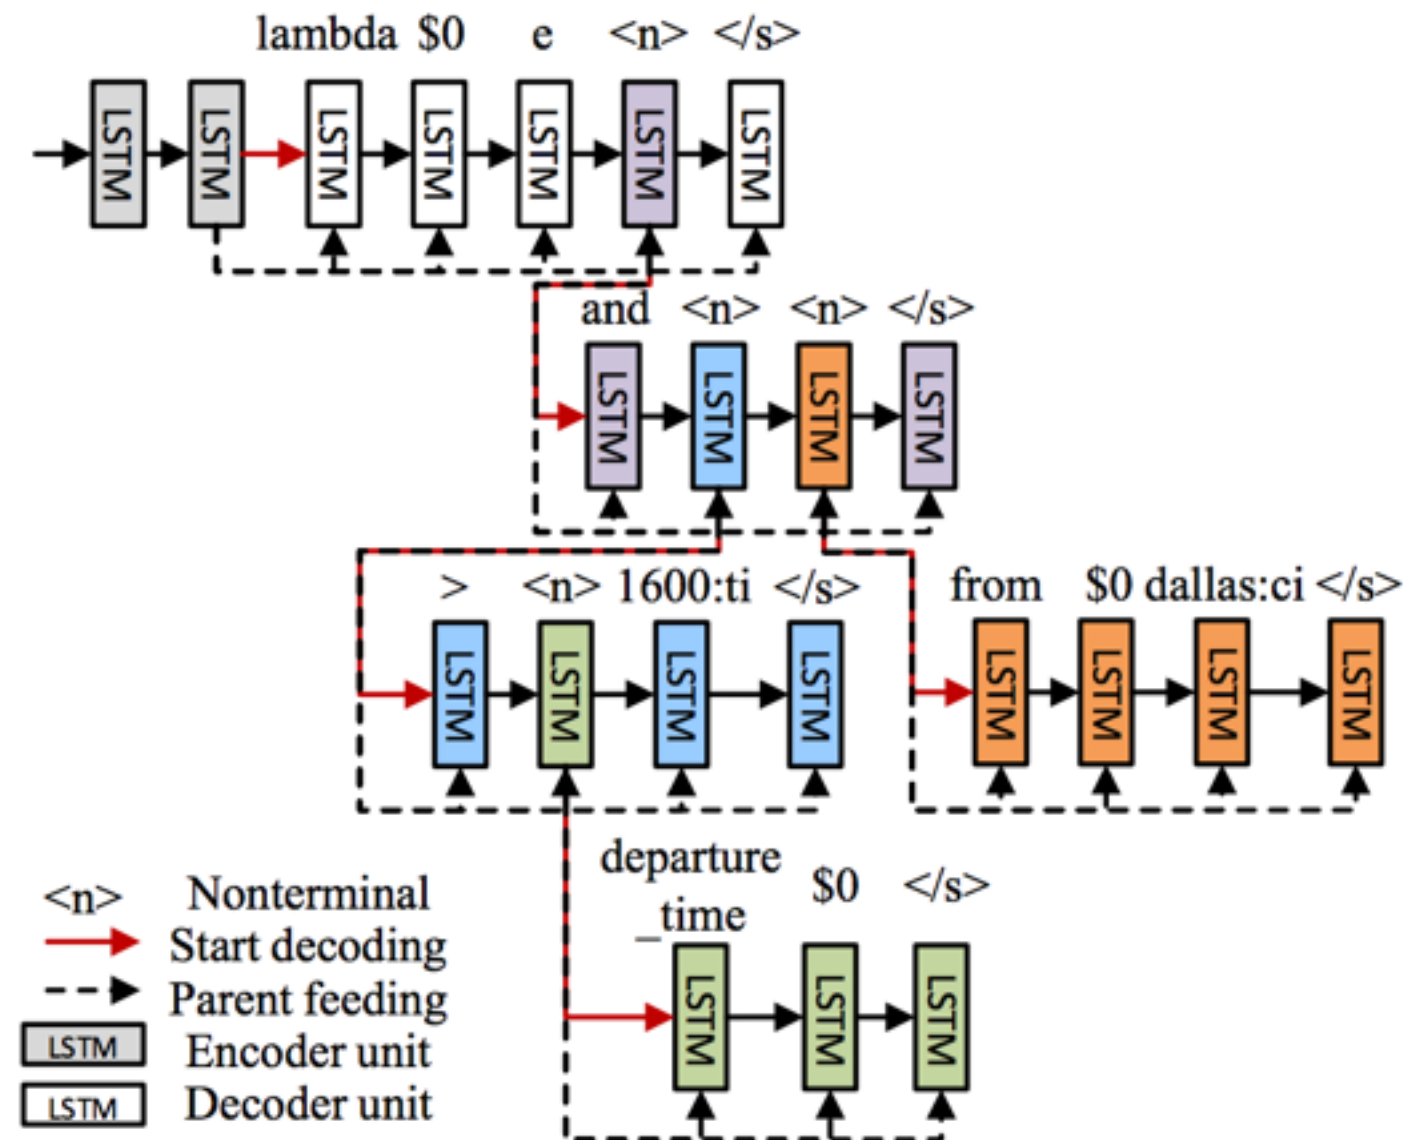 lambda $0 e <n> </s>
LSTM LSTM LSTM LSTM LSTM LSTM LSTM
and <n> <n> </s>
LSTM LSTM LSTM LSTM
> <n> 1600:ti </s>
LSTM LSTM LSTM LSTM
from $0 dallas:ci </s>
LSTM LSTM LSTM LSTM
departure
_time $0 </s>
LSTM LSTM LSTM
<n> Nonterminal
Start decoding
Parent feeding
LSTM Encoder unit
LSTM Decoder unit